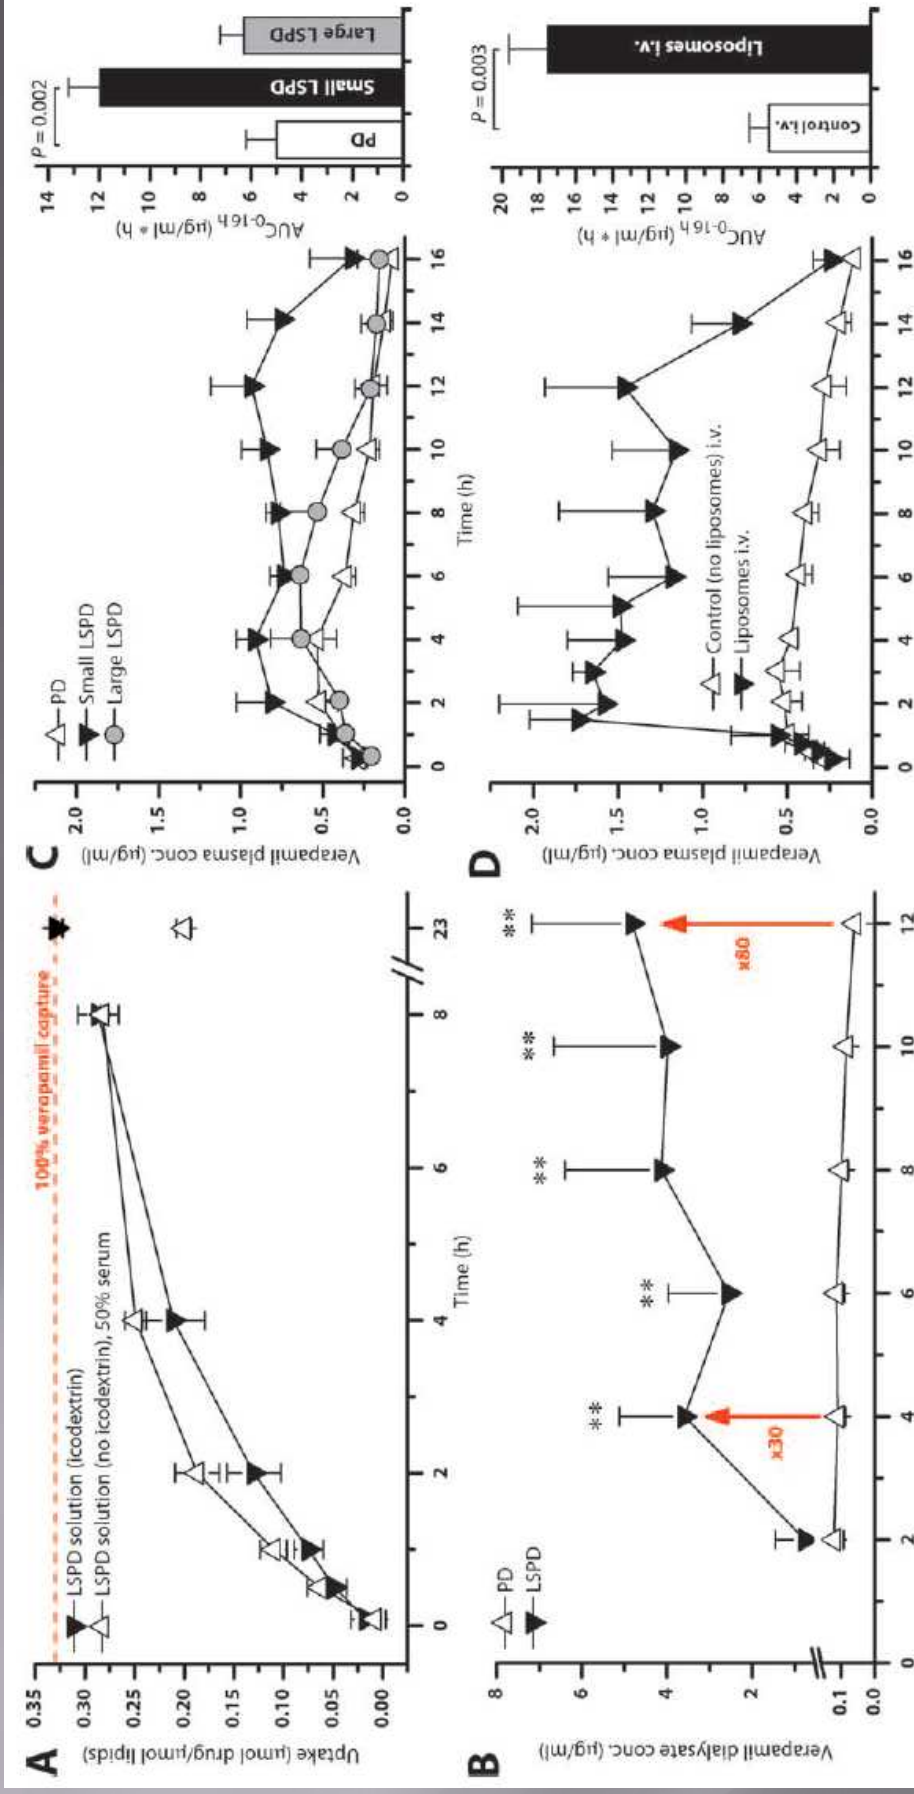 A
Uptake (µmol drug/µmol lipids)
0.35
0.30
0.25
0.20
0.15
0.10
0.05
0.00
100% verapamil capture
LSPD solution (icodextrin)
LSPD solution (no icodextrin), 50% serum
0
2
4
6
8
23
Time (h)
B
Verapamil dialysate conc. (µg/ml)
8
6
4
2
0.1
0.0
PD
LSPD
**
**
**
**
**
x30
x80
0
2
4
6
8
10
12
C
Verapamil plasma conc. (µg/ml)
2.0
1.5
1.0
0.5
0.0
PD
Small LSPD
Large LSPD
0
2
4
6
8
10
12
14
16
Time (h)
AUC0-16 h (µg/ml * h)
14
12
10
8
6
4
2
0
P = 0.002
PD
Small LSPD
Large LSPD
D
Verapamil plasma conc. (µg/ml)
2.0
1.5
1.0
0.5
0.0
Control (no liposomes) i.v.
Liposomes i.v.
0
2
4
6
8
10
12
14
16
AUC0-16 h (µg/ml * h)
20
18
16
14
12
10
8
6
4
2
0
P = 0.003
Control i.v.
Liposomes i.v.